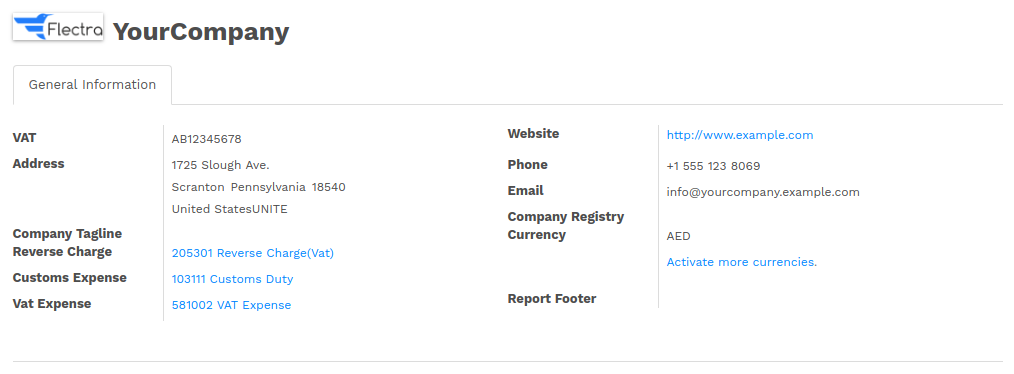 Flectra
YourCompany
General Information
VAT
AB12345678
Address
1725 Slough Ave.
Scranton Pennsylvania 18540
United StatesUNITE
Company Tagline
Reverse Charge
205301 Reverse Charge(Vat)
Customs Expense
103111 Customs Duty
Vat Expense
581002 VAT Expense
Website
http://www.example.com
Phone
+1 555 123 8069
Email
info@yourcompany.example.com
Company Registry
Currency
AED
Activate more currencies.
Report Footer